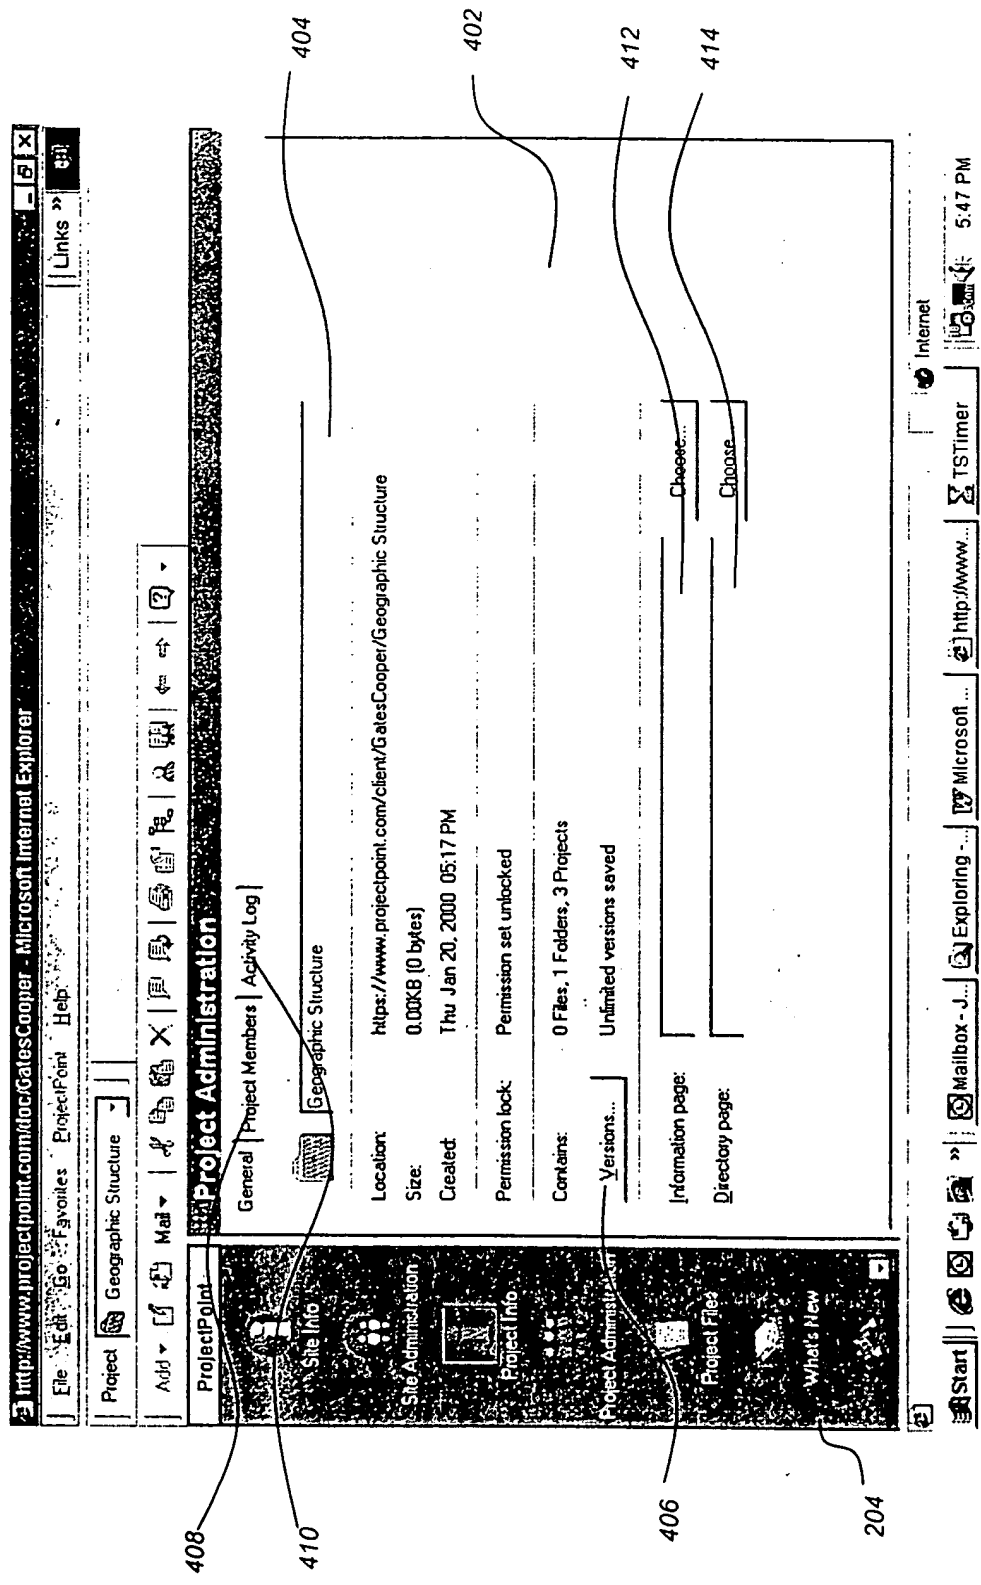 http://www.projectpoint.com/doc/GatesCooper - Microsoft Internet Explorer
File Edit Go Favorites ProjectPoint Help
Links »
Project Geographic Structure
Add Mail
ProjectPoint
Project Administration
General Project Members Activity Log
Geographic Structure
Location: https://www.projectpoint.com/client/GatesCooper/Geographic Structure
Size: 0.00KB (0 bytes)
Created: Thu Jan 20, 2000 05:17 PM
Permission lock: Permission set unlocked
Contains: 0 Files, 1 Folders, 3 Projects
Versions... Unlimited versions saved
Information page: Choose...
Directory page: Choose
Site Info
Site Administration
Project Info
Project Administration
Project Files
What's New
Internet
Start » Mailbox - J... Exploring -... Microsoft ... http://www... TSTimer 5:47 PM
404
402
412
414
408
410
406
204